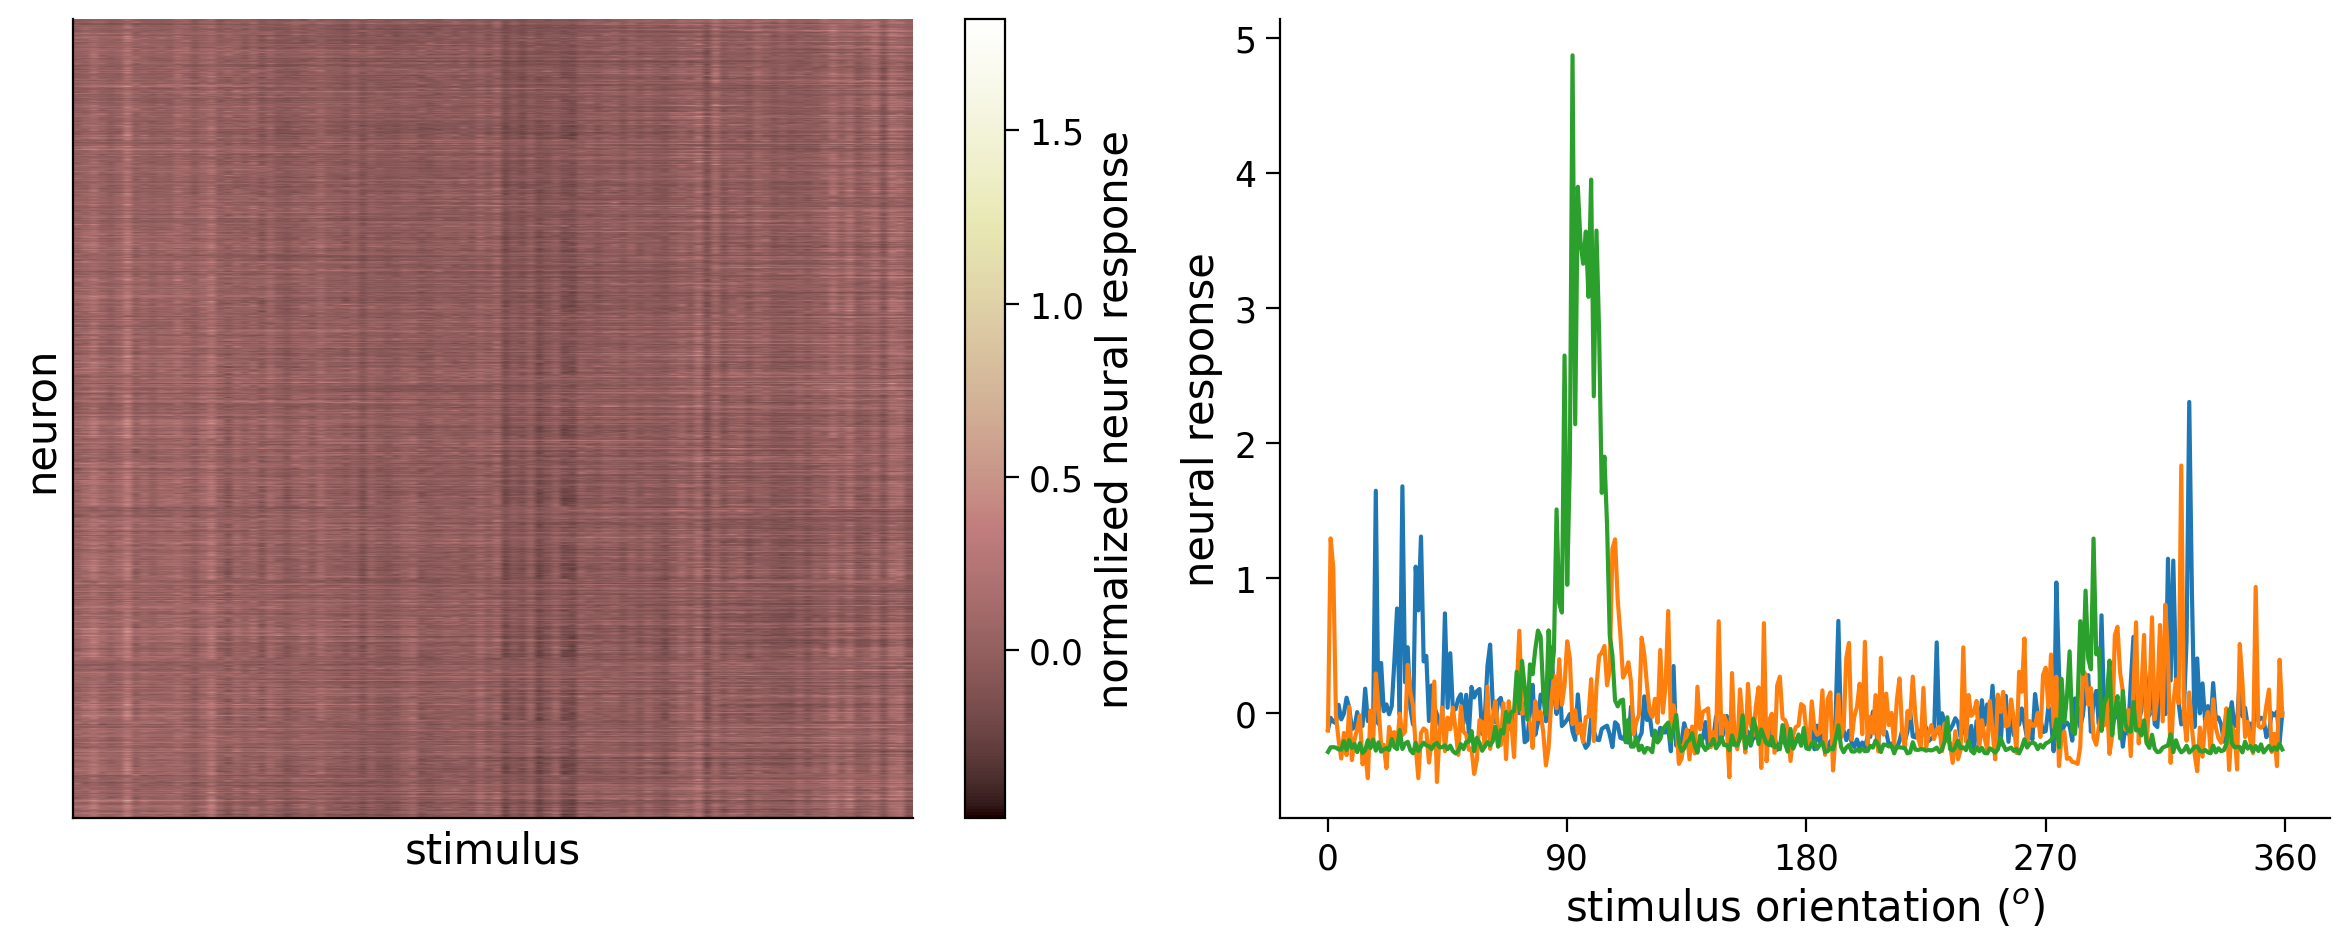 neuron
stimulus
1.5
1.0
0.5
0.0
normalized neural response
5
4
3
2
1
0
neural response
0 90 180 270 360
stimulus orientation (°)